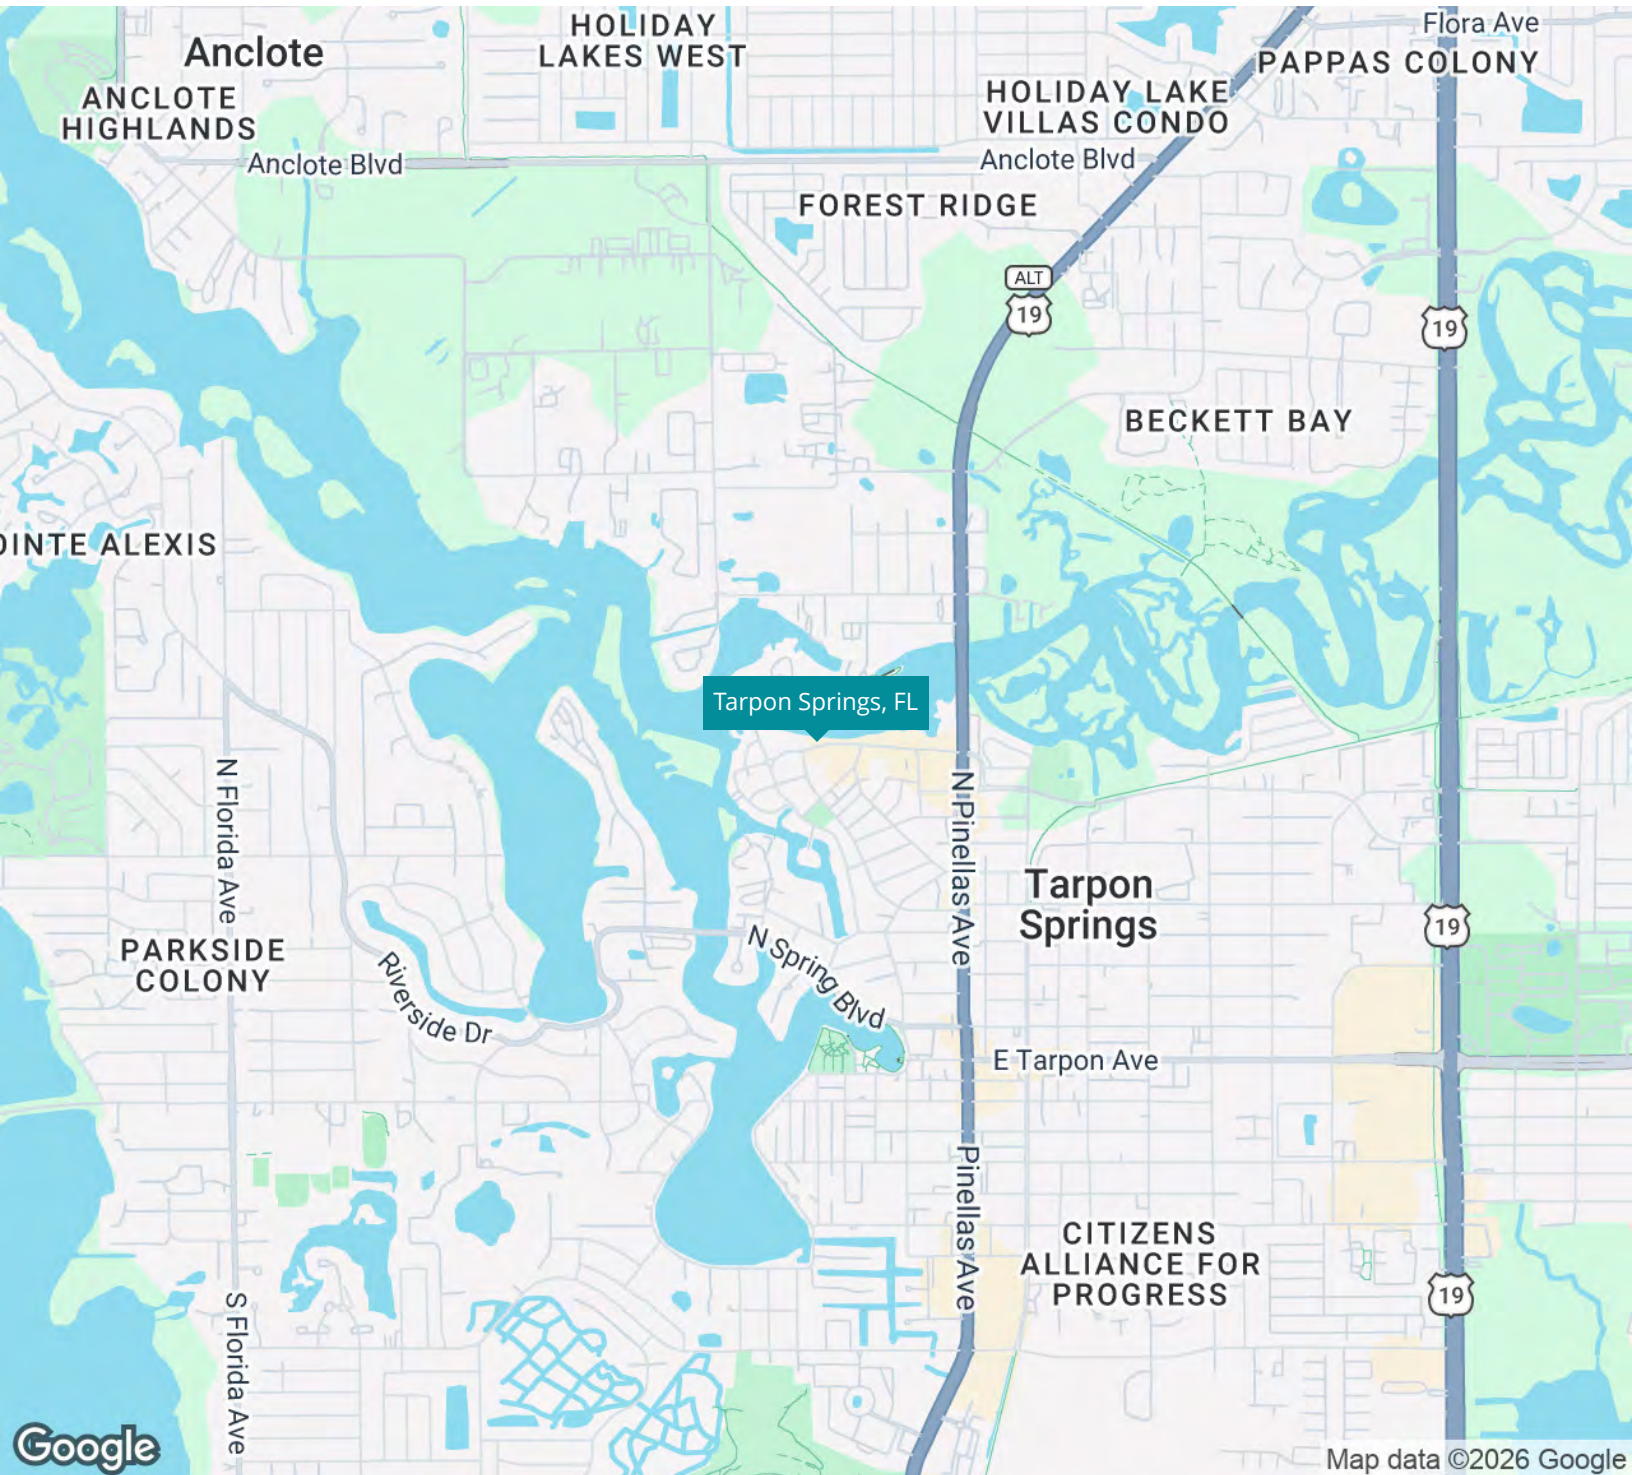 HOLIDAY
LAKES WEST
Flora Ave
Anclote
PAPPAS COLONY
ANCLOTE
HIGHLANDS
HOLIDAY LAKE
VILLAS CONDO
Anclote Blvd
Anclote Blvd
FOREST RIDGE
ALT
19
19
BECKETT BAY
OINTE ALEXIS
Tarpon Springs, FL
N Florida Ave
N Pinellas Ave
Tarpon
Springs
19
PARKSIDE
COLONY
N Spring Blvd
Riverside Dr
E Tarpon Ave
Pinellas Ave
CITIZENS
ALLIANCE FOR
PROGRESS
19
S Florida Ave
Google
Map data ©2026 Google